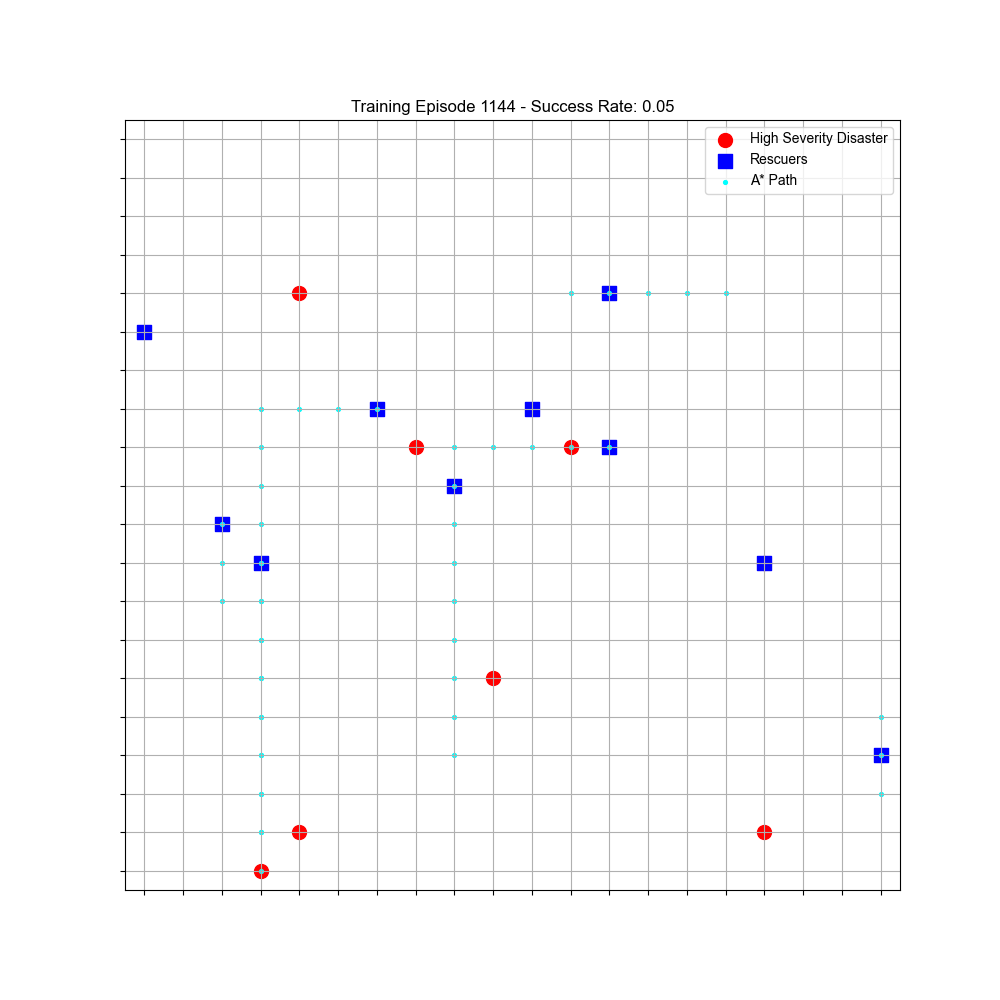 Training Episode 1144 - Success Rate: 0.05
High Severity Disaster
Rescuers
A* Path